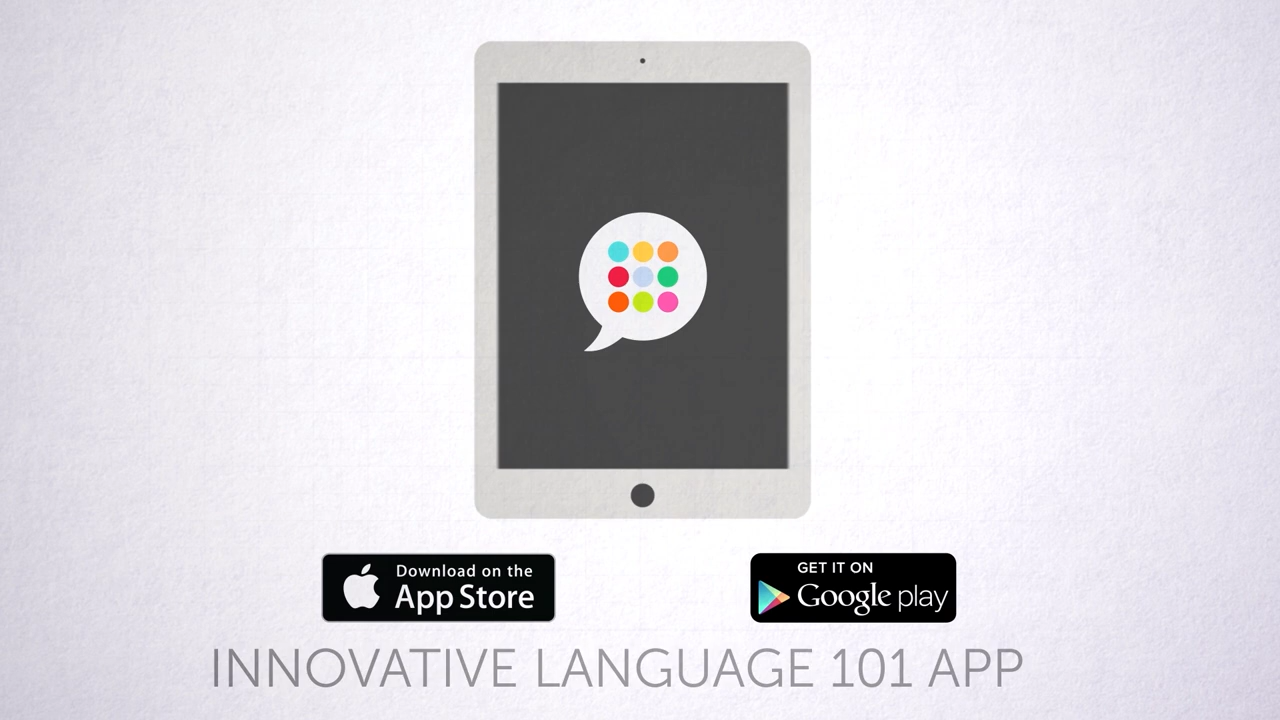 Download on the
App Store
GET IT ON
Google play
INNOVATIVE LANGUAGE 101 APP